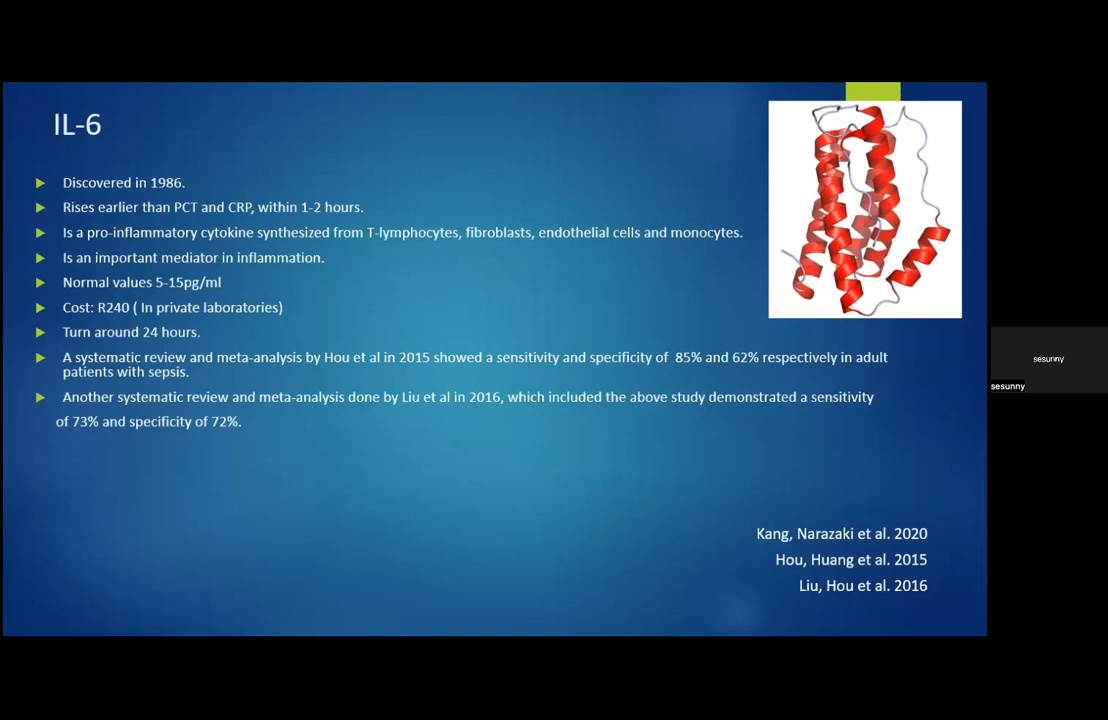 IL-6
Discovered in 1986.
Rises earlier than PCT and CRP, within 1-2 hours.
Is a pro-inflammatory cytokine synthesized from T-lymphocytes, fibroblasts, endothelial cells and monocytes.
Is an important mediator in inflammation.
Normal values 5-15pg/ml
Cost: R240 ( In private laboratories)
Turn around 24 hours.
A systematic review and meta-analysis by Hou et al in 2015 showed a sensitivity and specificity of 85% and 62% respectively in adult
patients with sepsis.
Another systematic review and meta-analysis done by Liu et al in 2016, which included the above study demonstrated a sensitivity
of 73% and specificity of 72%.
Kang, Narazaki et al. 2020
Hou, Huang et al. 2015
Liu, Hou et al. 2016
sesunny
sesunny